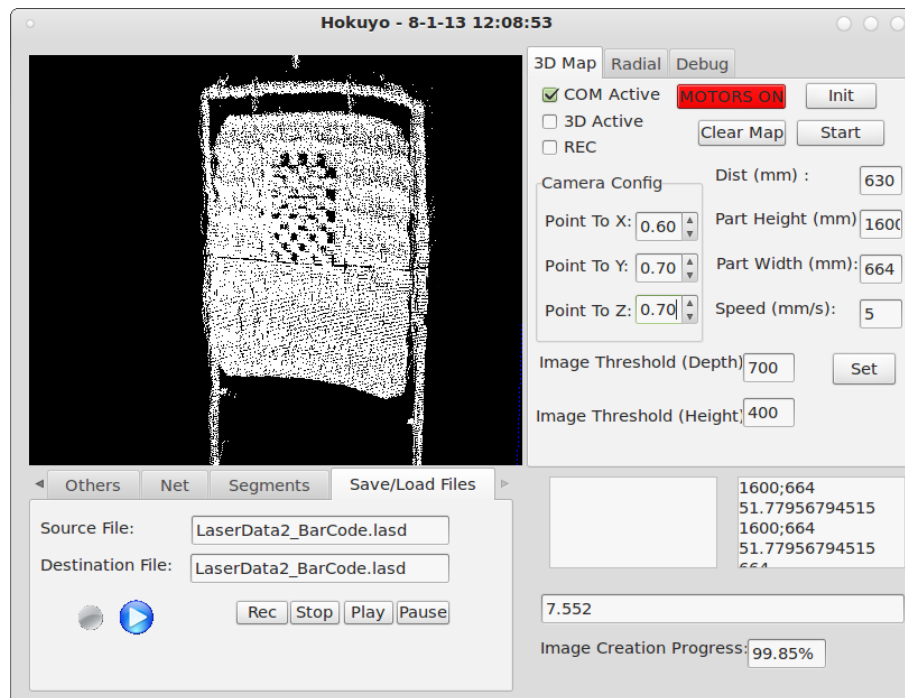 Hokuyo - 8-1-13 12:08:53
3D Map Radial Debug
COM Active MOTORS ON Init
3D Active
Clear Map Start
REC
Camera Config
Dist (mm) : 630
Point To X: 0.60
Part Height (mm) 1600
Point To Y: 0.70
Part Width (mm): 664
Point To Z: 0.70
Speed (mm/s): 5
Image Threshold (Depth) 700
Set
Image Threshold (Height) 400
Others Net Segments Save/Load Files
Source File: LaserData2_BarCode.lasd
Destination File: LaserData2_BarCode.lasd
Rec Stop Play Pause
1600;664
51.77956794515
1600;664
51.77956794515
664
7.552
Image Creation Progress: 99.85%